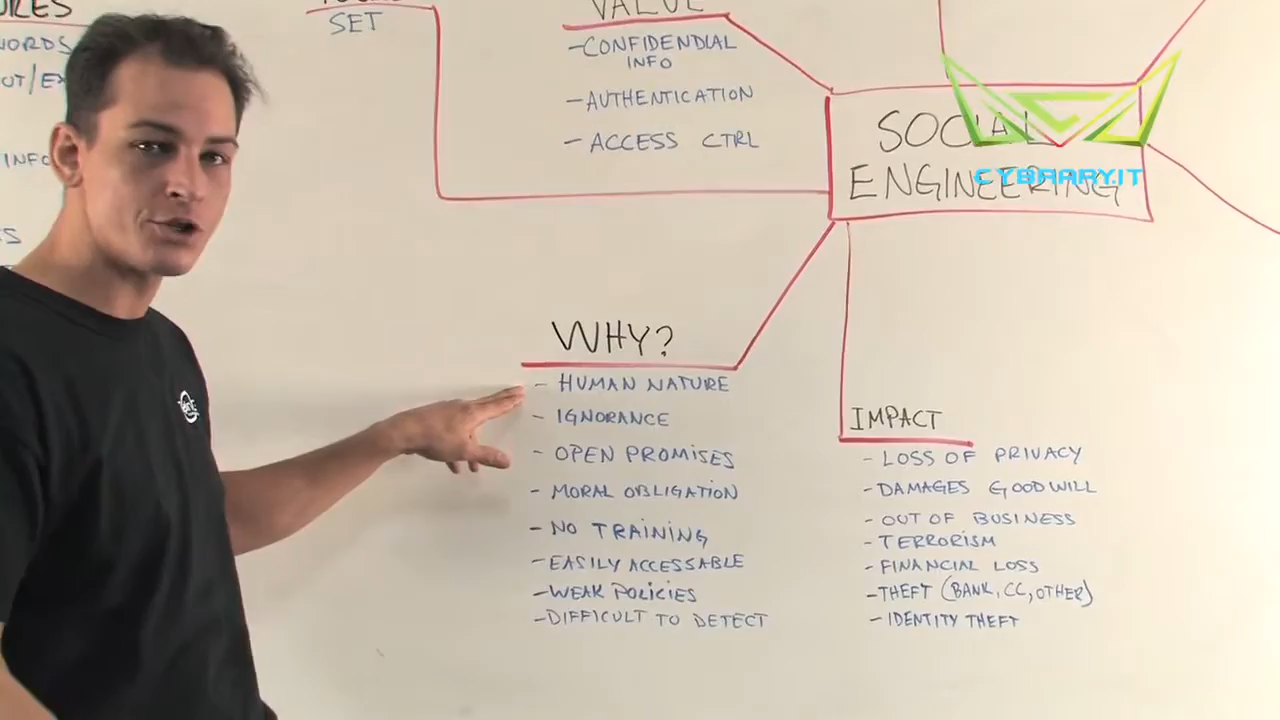 SET
VALUE
-CONFIDENDIAL
INFO
-AUTHENTICATION
-ACCESS CTRL
SOCIAL
ENGINEERING
CYBRARY.IT
WHY?
- HUMAN NATURE
- IGNORANCE
- OPEN PROMISES
- MORAL OBLIGATION
- NO TRAINING
-EASILY ACCESSABLE
-WEAK POLICIES
-DIFFICULT TO DETECT
IMPACT
- LOSS OF PRIVACY
-DAMAGES GOODWILL
-OUT OF BUSINESS
-TERRORISM
-FINANCIAL LOSS
-THEFT (BANK, CC, OTHER)
-IDENTITY THEFT